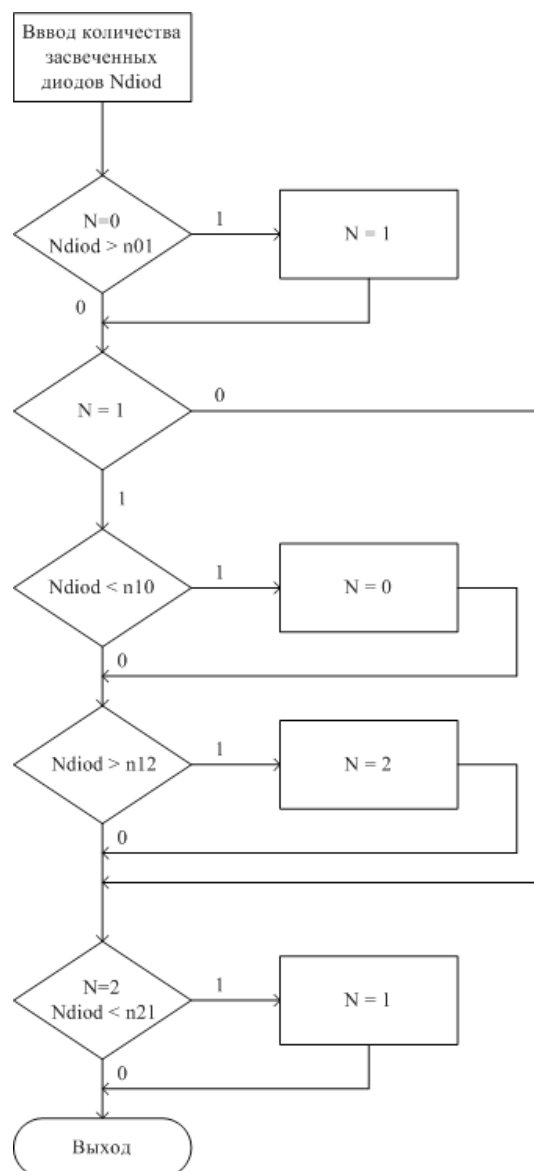 Вввод количества
засвеченных
диодов Ndiod
N=0
Ndiod > n01
1
N = 1
0
N = 1
0
1
Ndiod < n10
1
N = 0
0
Ndiod > n12
1
N = 2
0
N=2
Ndiod < n21
1
N = 1
0
Выход